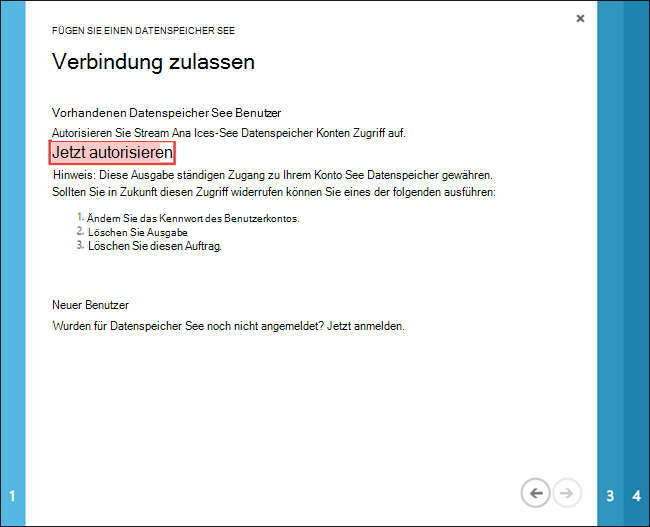 FÜGEN SIE EINEN DATENSPEICHER SEE
Verbindung zulassen
Vorhandenen Datenspeicher See Benutzer
Autorisieren Sie Stream Ana Ices-See Datenspeicher Konten Zugriff auf.
Jetzt autorisieren
Hinweis: Diese Ausgabe ständigen Zugang zu Ihrem Konto See Datenspeicher gewähren.
Sollten Sie in Zukunft diesen Zugriff widerrufen können Sie eines der folgenden ausführen:
1. Ändern Sie das Kennwort des Benutzerkontos.
2. Löschen Sie Ausgabe
3. Löschen Sie diesen Auftrag.
Neuer Benutzer
Wurden für Datenspeicher See noch nicht angemeldet? Jetzt anmelden.
1
3
4